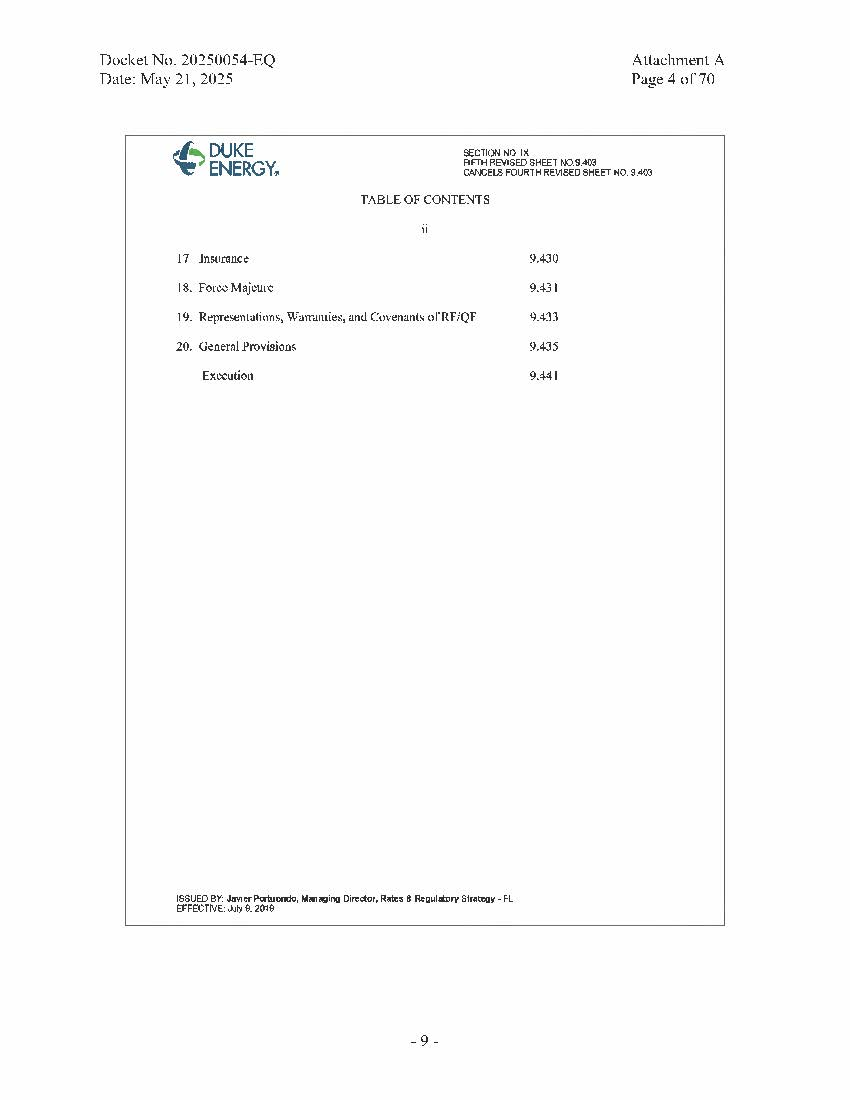 Docket No. 20250054-EQ
Date: May 21, 2025
Attachment A
Page 4 of 70
DUKE
ENERGY®
SECTION NO. IX
FIFTH REVISED SHEET NO.9.403
CANCELS FOURTH REVISED SHEET NO. 9.403
TABLE OF CONTENTS
ii
17. Insurance 9.430
18. Force Majeure 9.431
19. Representations, Warranties, and Covenants of RF/QF 9.433
20. General Provisions 9.435
Execution 9.441
ISSUED BY: Javier Portuondo, Managing Director, Rates & Regulatory Strategy - FL
EFFECTIVE: July 9,
- 9 -